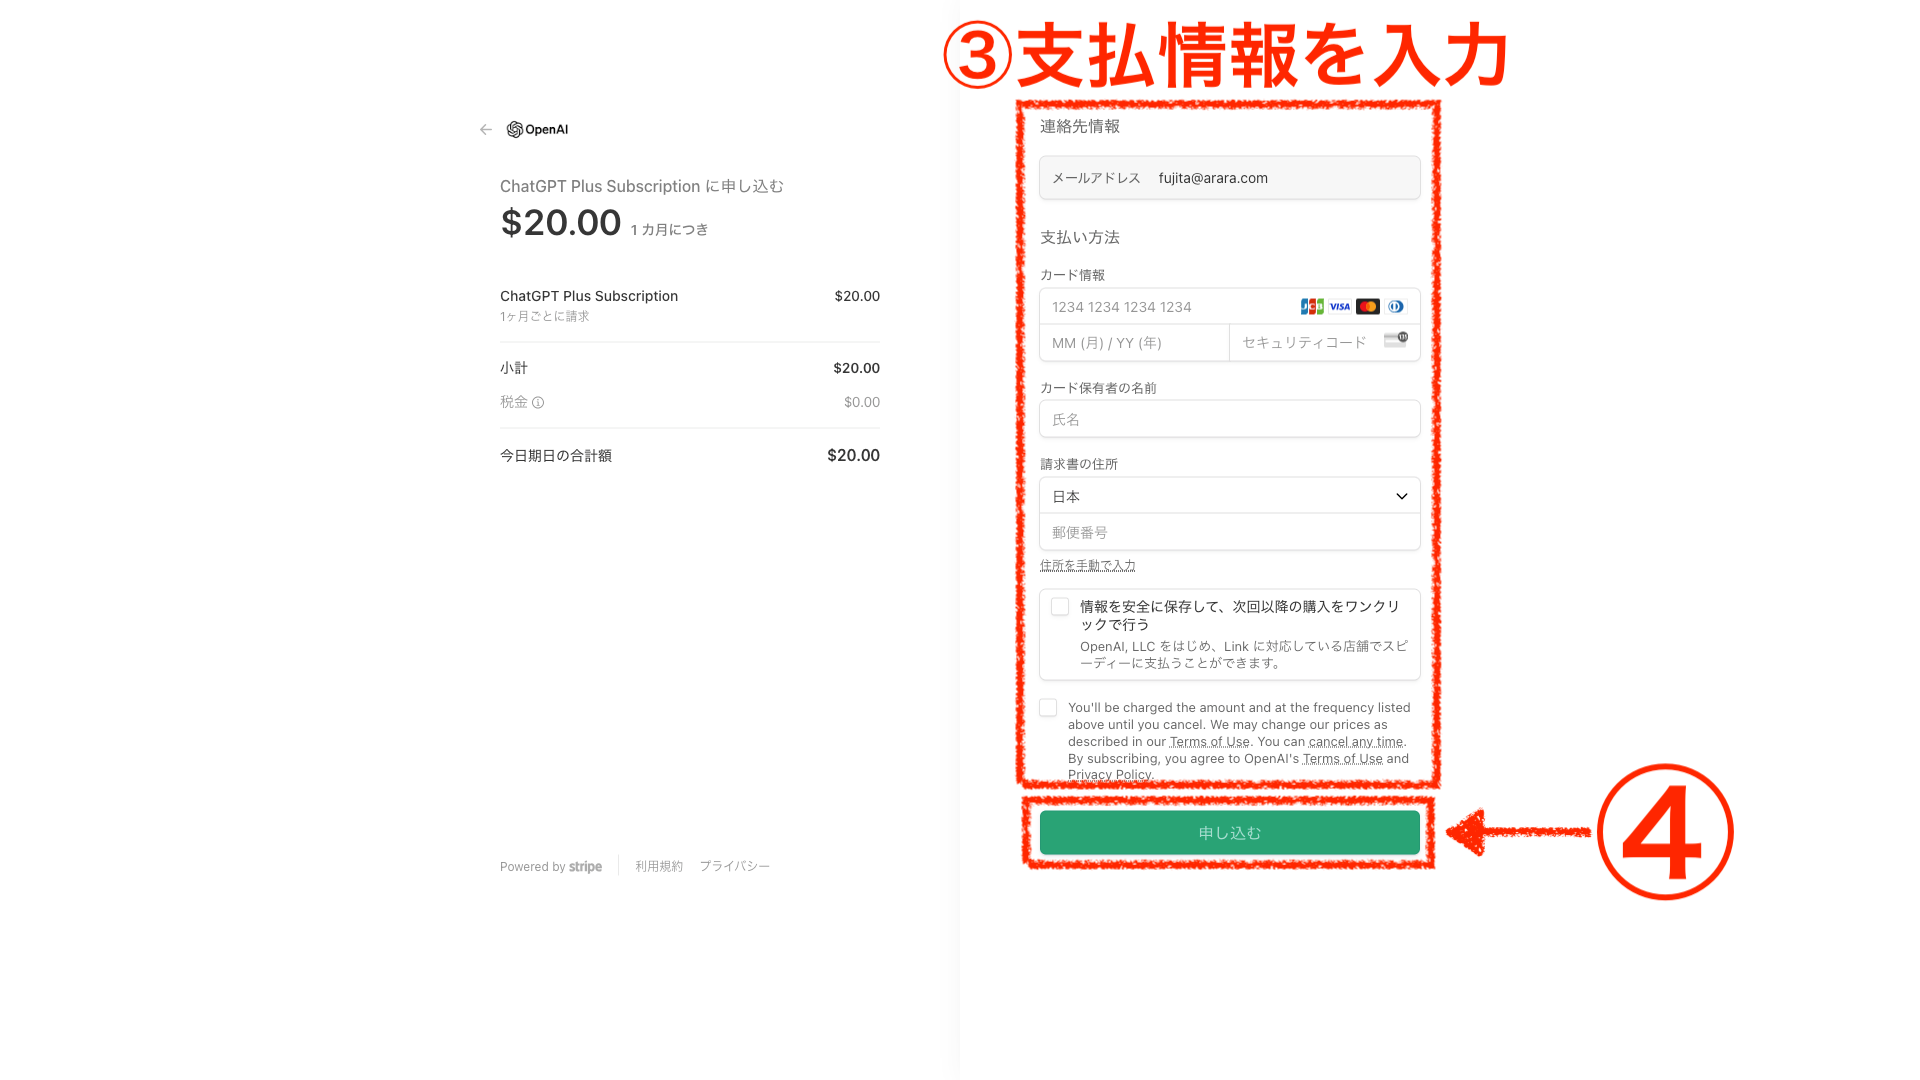 ③支払情報を入力
OpenAI
ChatGPT Plus Subscription に申し込む
$20.00 1 カ月につき
ChatGPT Plus Subscription $20.00
1ヶ月ごとに請求
小計 $20.00
税金 $0.00
今日期日の合計額 $20.00
Powered by stripe 利用規約 プライバシー
連絡先情報
メールアドレス fujita@arara.com
支払い方法
カード情報
1234 1234 1234 1234 JCB VISA
MM (月) / YY (年) セキュリティコード
カード保有者の名前
氏名
請求書の住所
日本
郵便番号
住所を手動で入力
情報を安全に保存して、次回以降の購入をワンクリ
ックで行う
OpenAI, LLC をはじめ、Link に対応している店舗でスピ
ーディーに支払うことができます。
You'll be charged the amount and at the frequency listed
above until you cancel. We may change our prices as
described in our Terms of Use. You can cancel any time.
By subscribing, you agree to OpenAI's Terms of Use and
Privacy Policy.
申し込む
④